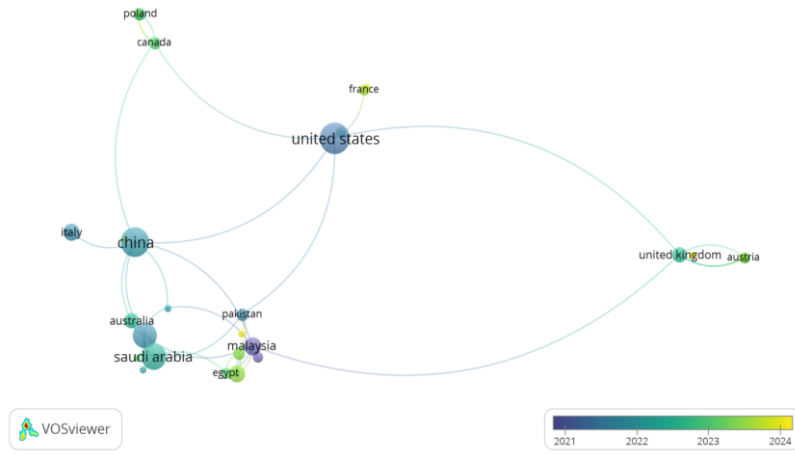 poland
canada
france
united states
italy
china
united kingdom
austria
australia
pakistan
saudi arabia
malaysia
egypt
VOSviewer
2021 2022 2023 2024